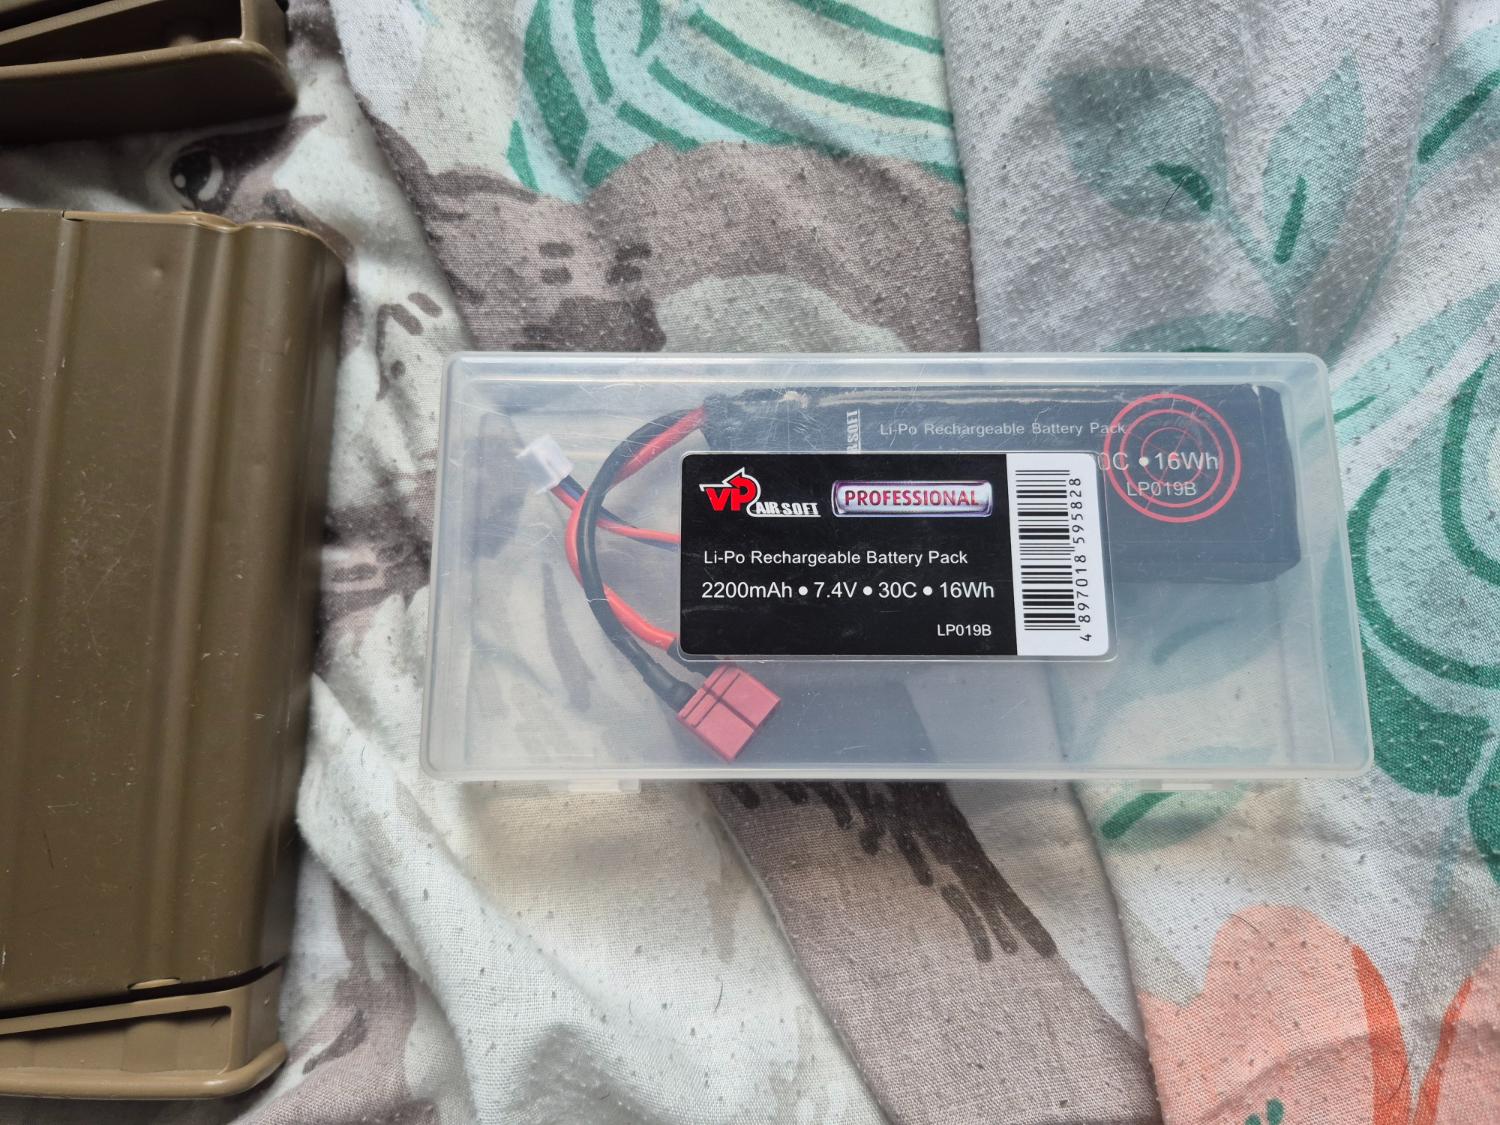 Li-Po Rechargeable Battery Pack
0C • 16Wh
LP019B
VP AIRSOFT
PROFESSIONAL
Li-Po Rechargeable Battery Pack
2200mAh • 7.4V • 30C • 16Wh
LP019B
4 897018 595828